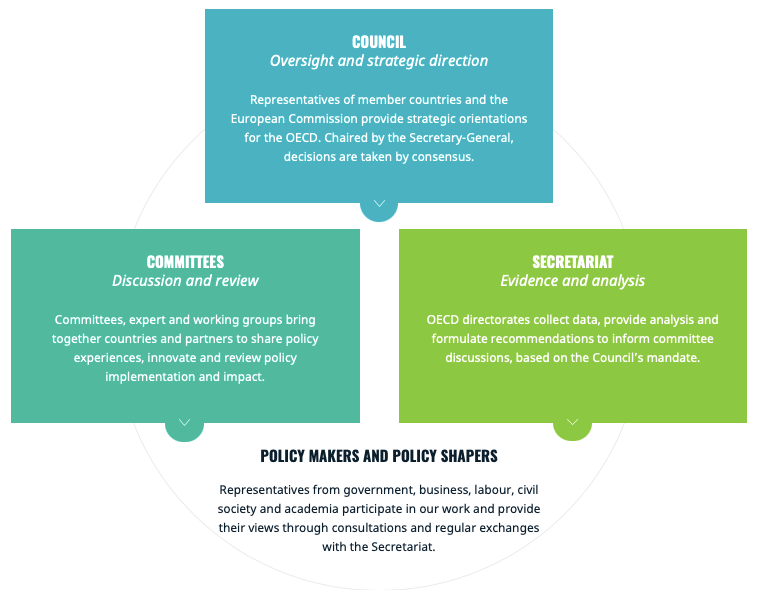 COUNCIL
Oversight and strategic direction
Representatives of member countries and the
European Commission provide strategic orientations
for the OECD. Chaired by the Secretary-General,
decisions are taken by consensus.
COMMITTEES
Discussion and review
Committees, expert and working groups bring
together countries and partners to share policy
experiences, innovate and review policy
implementation and impact.
SECRETARIAT
Evidence and analysis
OECD directorates collect data, provide analysis and
formulate recommendations to inform committee
discussions, based on the Council's mandate.
POLICY MAKERS AND POLICY SHAPERS
Representatives from government, business, labour, civil
society and academia participate in our work and provide
their views through consultations and regular exchanges
with the Secretariat.